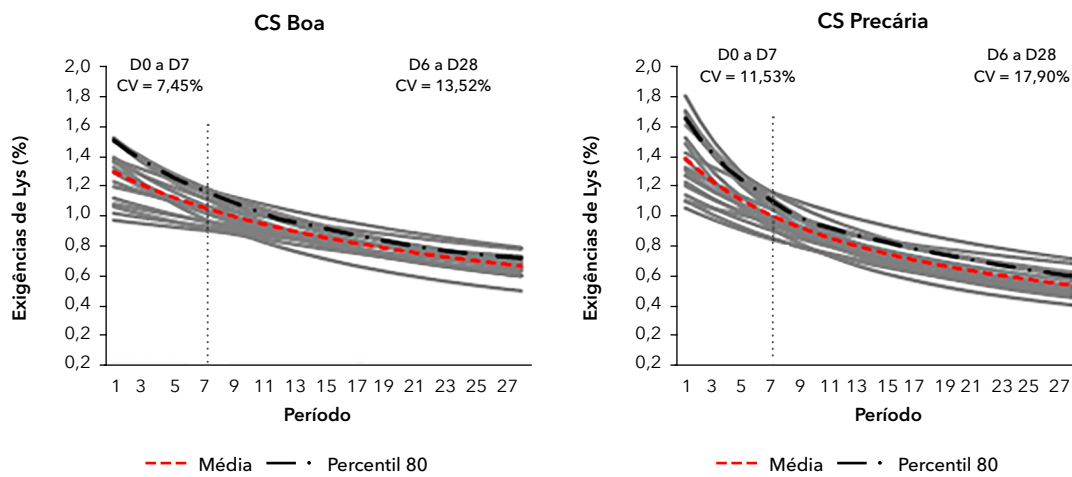 CS Boa
D0 a D7
CV = 7,45%
D6 a D28
CV = 13,52%
Exigências de Lys (%)
2,0
1,8
1,6
1,4
1,2
1,0
0,8
0,6
0,4
0,2
0,2
1 3 5 7 9 11 13 15 17 19 21 23 25 27
Período
Média Percentil 80
CS Precária
D0 a D7
CV = 11,53%
D6 a D28
CV = 17,90%
Exigências de Lys (%)
2,0
1,8
1,6
1,4
1,2
1,0
0,8
0,6
0,4
0,2
0,2
1 3 5 7 9 11 13 15 17 19 21 23 25 27
Período
Média Percentil 80